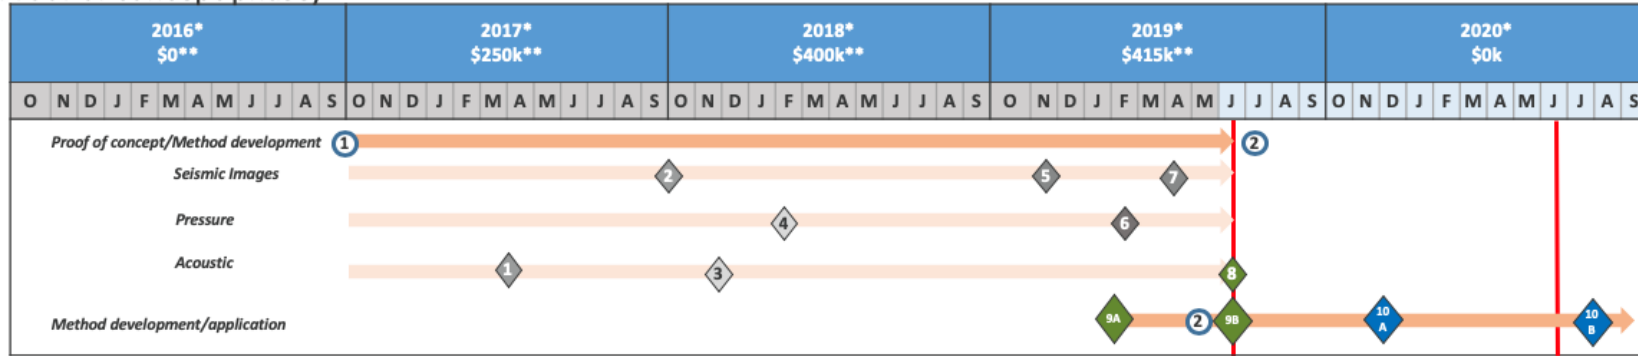 2016* 2017* 2018* 2019* 2020*
$0** $250k** $400k** $415k** $0k
O N D J F M A M J J A S O N D J F M A M J J A S O N D J F M A M J J A S O N D J F M A M J J A S O N D J F M A M J J A S
Proof of concept/Method development 1 2
Seismic Images 2 5 7
Pressure 4 6
Acoustic 1 3 8
Method development/application 9A 2 9B 10 A 10 B